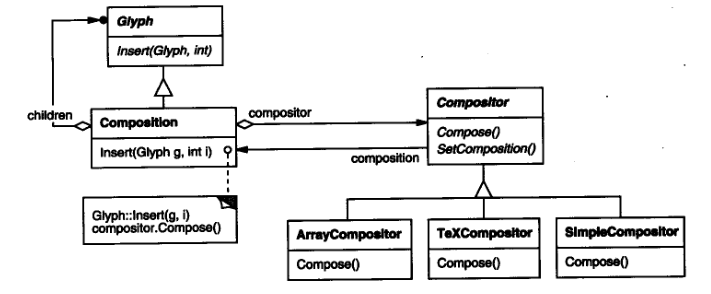 Glyph
Insert(Glyph, int)
children
Composition
compositor
Insert(Glyph g, int i)
Compositor
Compose()
SetComposition()
composition
Glyph::Insert(g, i)
compositor.Compose()
ArrayCompositor
Compose()
TeXCompositor
Compose()
SimpleCompositor
Compose()